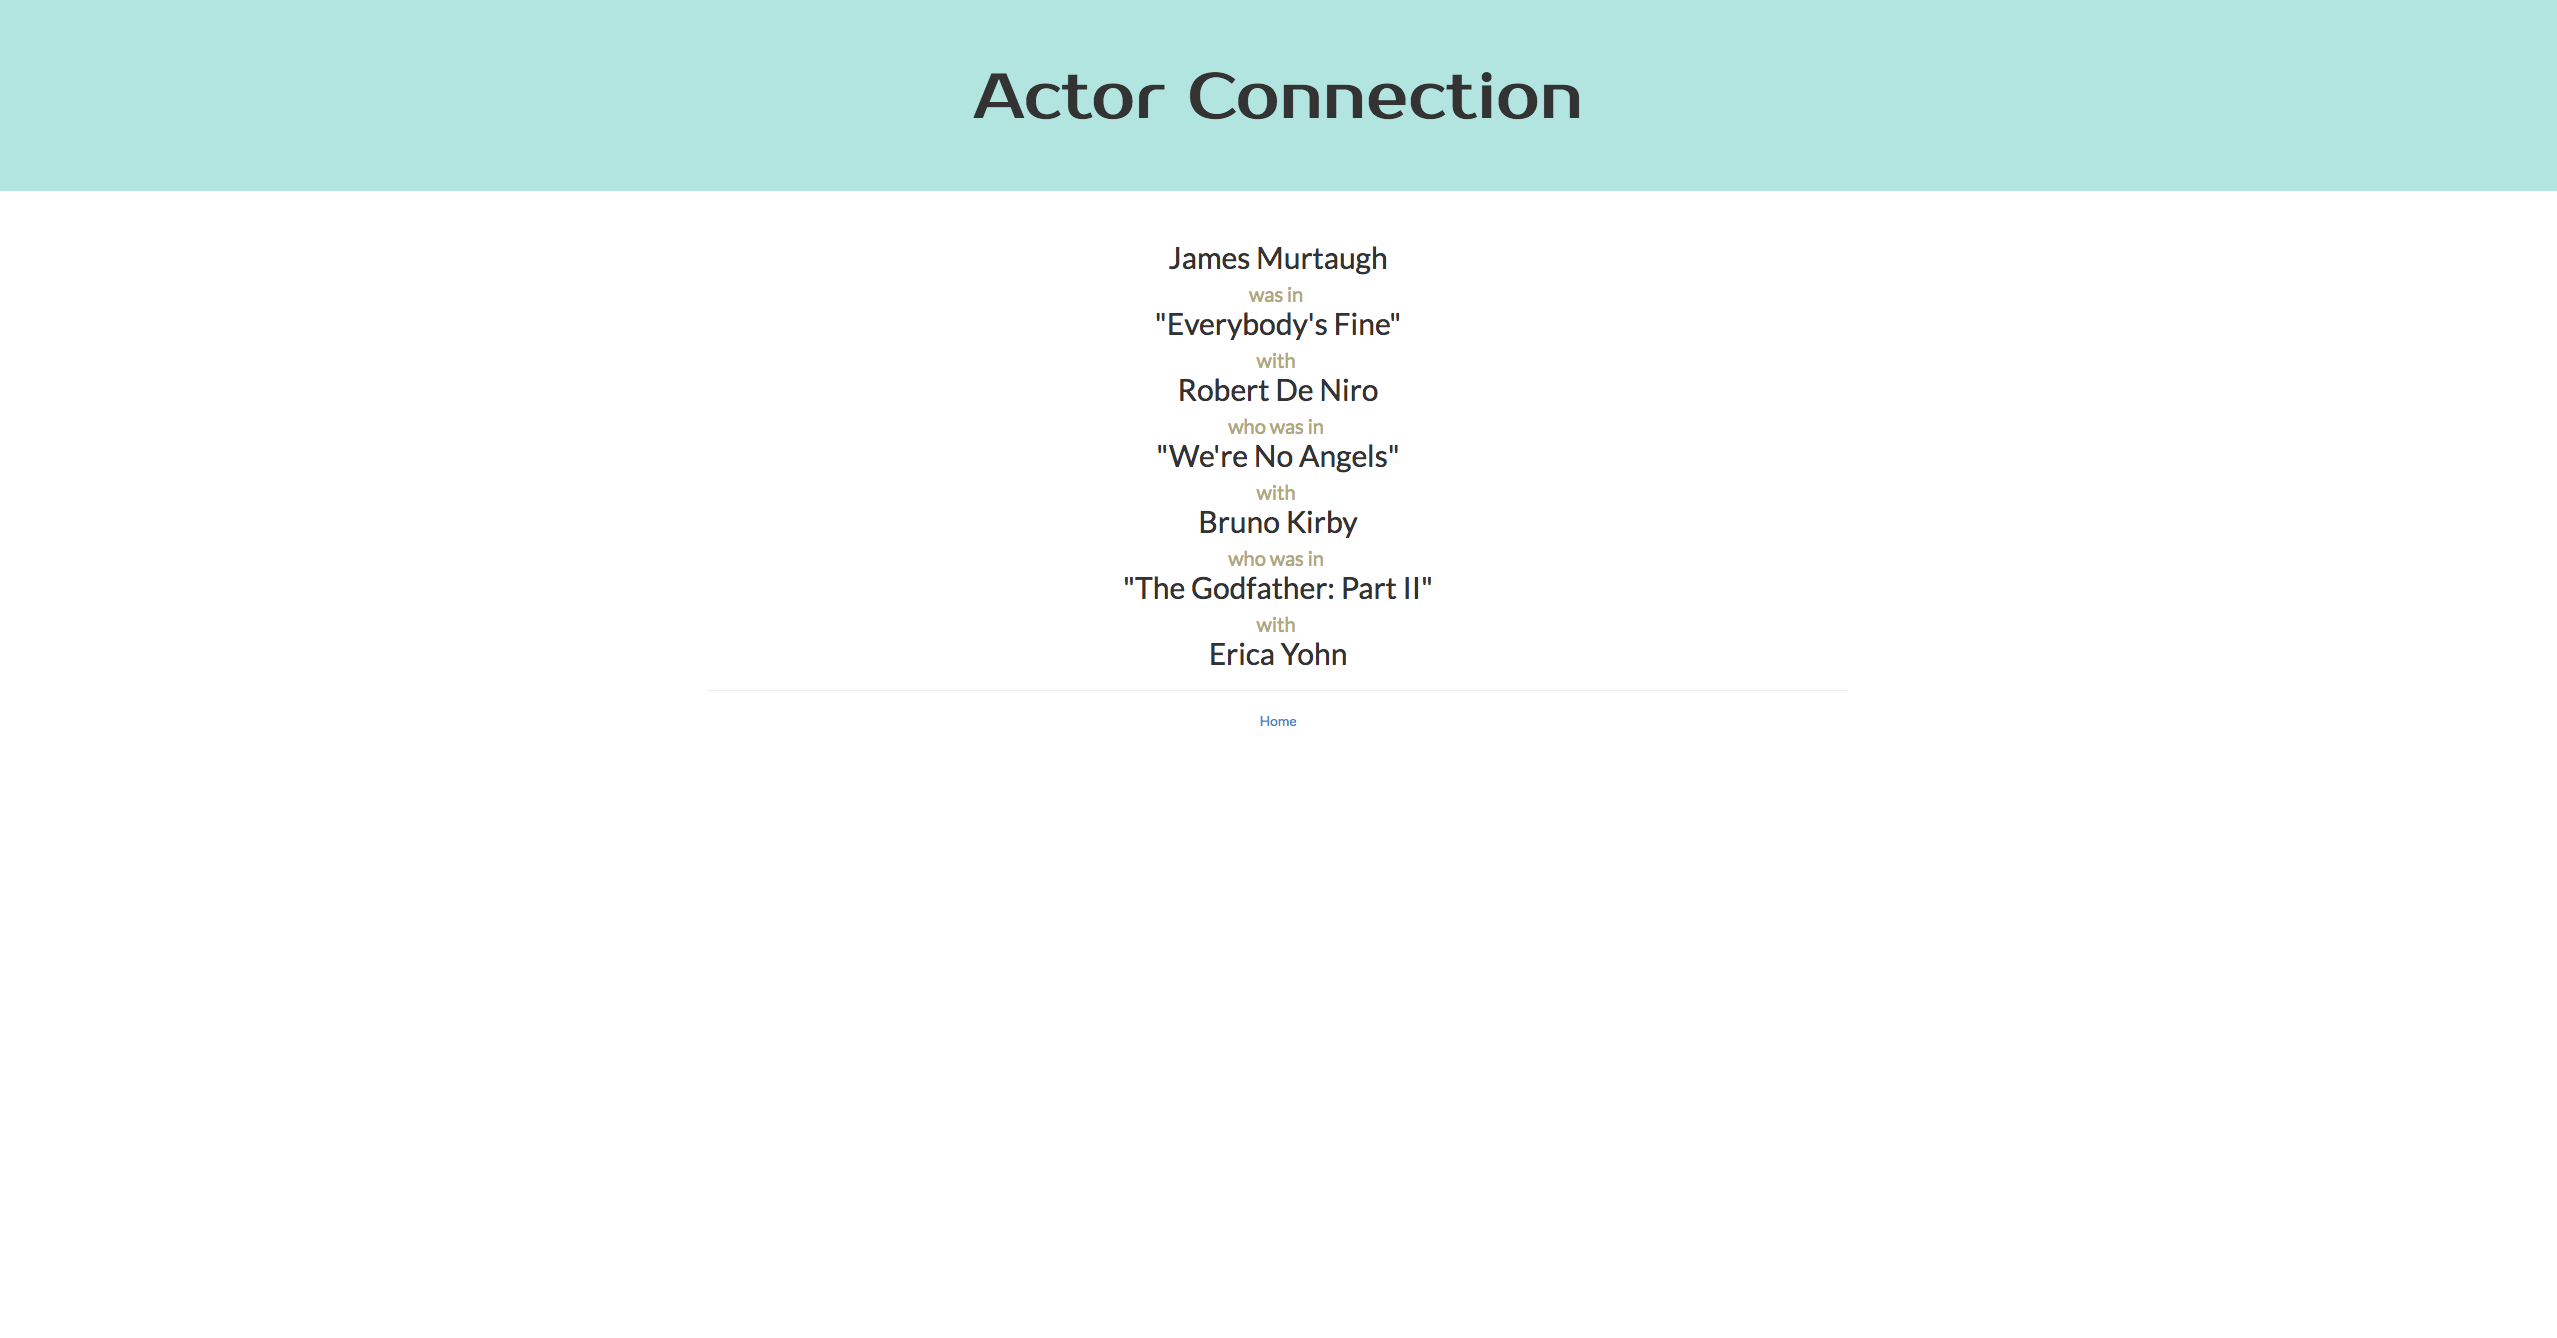 Actor Connection
James Murtaugh
was in
"Everybody's Fine"
with
Robert De Niro
who was in
"We're No Angels"
with
Bruno Kirby
who was in
"The Godfather: Part II"
with
Erica Yohn
Home